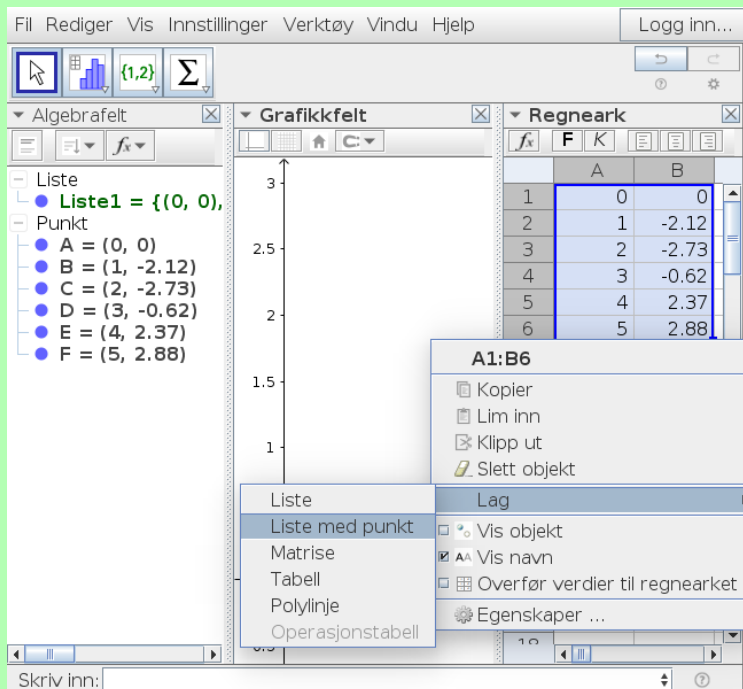 Fil Rediger Vis Innstillinger Verktøy Vindu Hjelp Logg inn...
{1,2} Σ
Algebrafelt
Grafikkfelt
Regneark
fx
fx F K
Liste
Liste1 = {(0, 0),
Punkt
A = (0, 0)
B = (1, -2.12)
C = (2, -2.73)
D = (3, -0.62)
E = (4, 2.37)
F = (5, 2.88)
3
2.5
2
1.5
1
A B
1 0 0
2 1 -2.12
3 2 -2.73
4 3 -0.62
5 4 2.37
6 5 2.88
A1:B6
Kopier
Lim inn
Klipp ut
Slett objekt
Lag
Vis objekt
AA Vis navn
Overfør verdier til regnearket
Egenskaper ...
Liste
Liste med punkt
Matrise
Tabell
Polylinje
Operasjonstabell
Skriv inn: